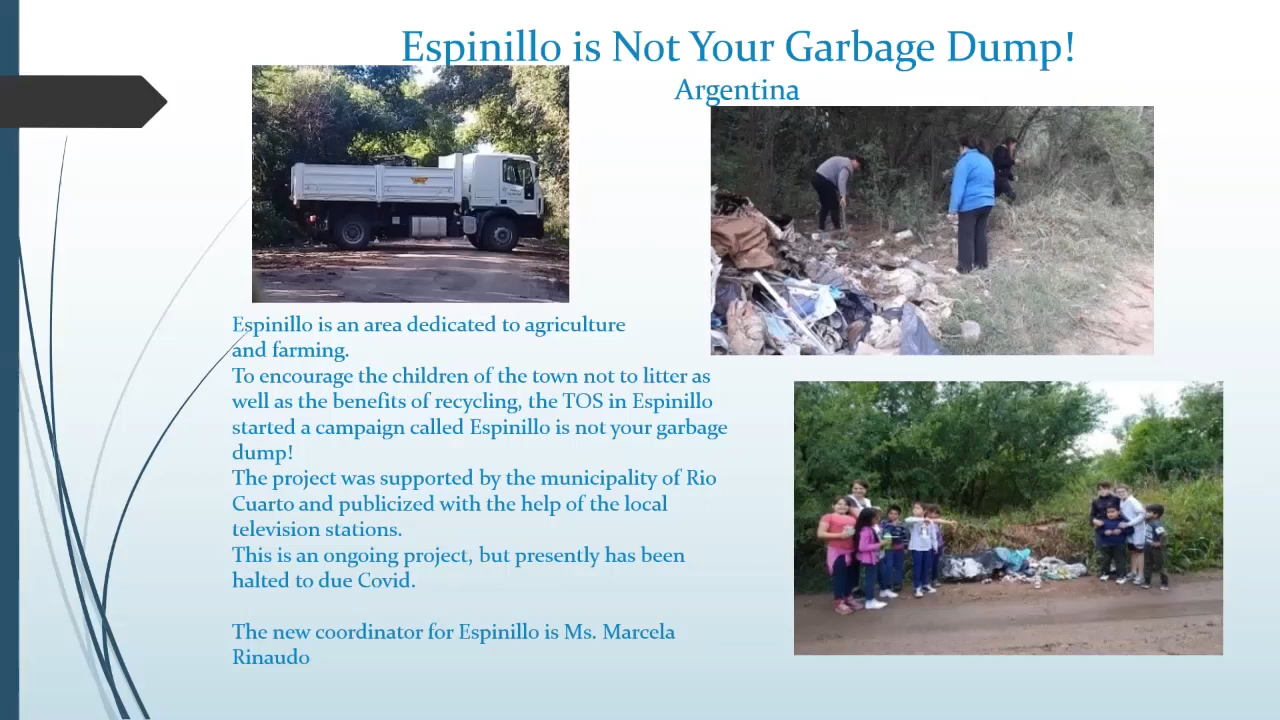 Espinillo is Not Your Garbage Dump!
Argentina
Espinillo is an area dedicated to agriculture
and farming.
To encourage the children of the town not to litter as
well as the benefits of recycling, the TOS in Espinillo
started a campaign called Espinillo is not your garbage
dump!
The project was supported by the municipality of Rio
Cuarto and publicized with the help of the local
television stations.
This is an ongoing project, but presently has been
halted to due Covid.
The new coordinator for Espinillo is Ms. Marcela
Rinaudo